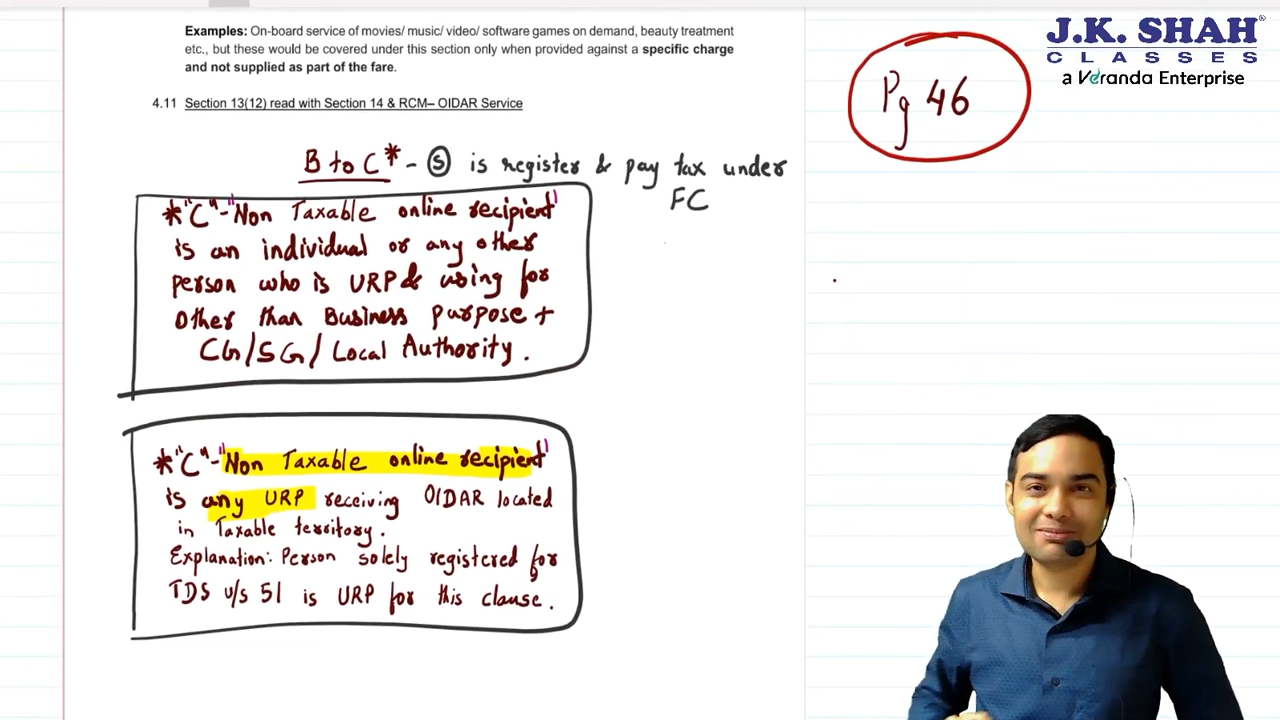 Examples: On-board service of movies/ music/ video/ software games on demand, beauty treatment
etc., but these would be covered under this section only when provided against a specific charge
and not supplied as part of the fare.
4.11 Section 13(12) read with Section 14 & RCM– OIDAR Service
B to C* - Ⓢ is register & pay tax under
FC
*"C"-"Non Taxable online recipient"
is an individual or any other
person who is URP & using for
other than Business purpose +
CG/SG/Local Authority.
*"C"-"Non Taxable online recipient"
is any URP receiving OIDAR located
in Taxable territory.
Explanation: Person solely registered for
TDS u/s 51 is URP for this clause.
Pg 46
J.K. SHAH®
CLASSES
a Veranda Enterprise